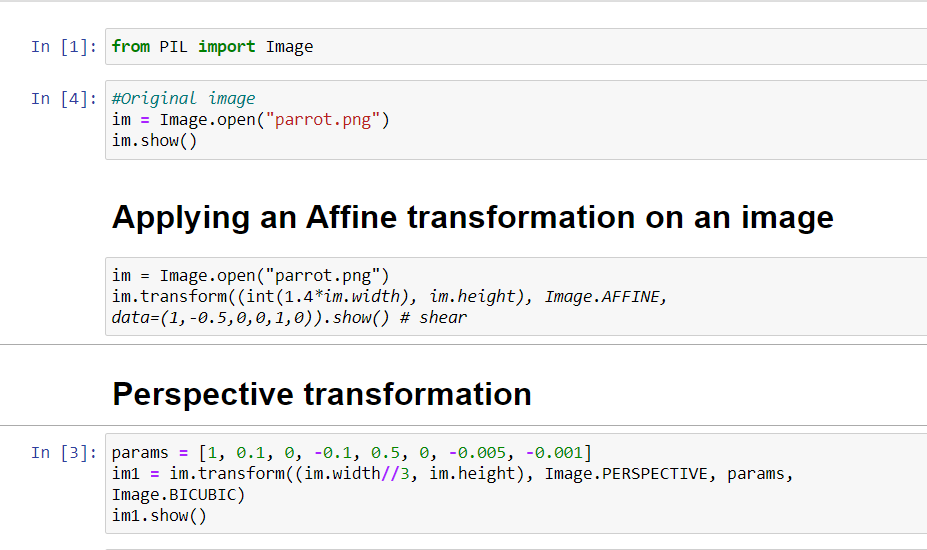 In [1]: from PIL import Image
In [4]: #Original image
im = Image.open("parrot.png")
im.show()
Applying an Affine transformation on an image
im = Image.open("parrot.png")
im.transform((int(1.4*im.width), im.height), Image.AFFINE,
data=(1,-0.5,0,0,1,0)).show() # shear
Perspective transformation
In [3]: params = [1, 0.1, 0, -0.1, 0.5, 0, -0.005, -0.001]
im1 = im.transform((im.width//3, im.height), Image.PERSPECTIVE, params,
Image.BICUBIC)
im1.show()